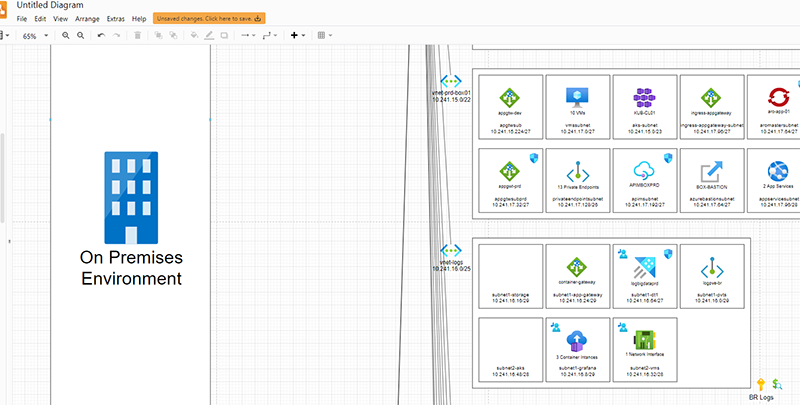 Untitled Diagram
File Edit View Arrange Extras Help Unsaved changes. Click here to save.
65%
vnet-prd-box01
10.241.15.0/22
appgtw-dev
appgtwsub
10.241.15.224/27
10 VMs
vmssubnet
10.241.17.0/27
KUB-CL01
aks-subnet
10.241.15.0/23
ingress-appgateway
ingress-appgateway-subnet
10.241.17.96/27
aro-app-01
aromastersubnet
10.241.17.64/27
appgwt-prd
appgtwsubprd
10.241.17.32/27
13 Private Endpoints
privateendpointsubnet
10.241.17.128/26
APIMBOXPRD
apimsubnet
10.241.17.192/27
BOX-BASTION
azurebastionsubnet
10.241.17.64/27
2 App Services
appservicesubnet
10.241.17.96/28
On Premises
Environment
vnet-logs
10.241.16.0/25
subnet1-storage
10.241.16.16/29
container-gateway
subnet1-app-gateway
10.241.16.24/29
logbigdataprd
subnet1-dt1
10.241.16.64/27
logpve-br
subnet1-pvts
10.241.16.0/29
subnet2-aks
10.241.16.48/28
3 Container Intances
subnet1-grafana
10.241.16.8/29
1 Network Interface
subnet2-vms
10.241.16.32/28
BR Logs